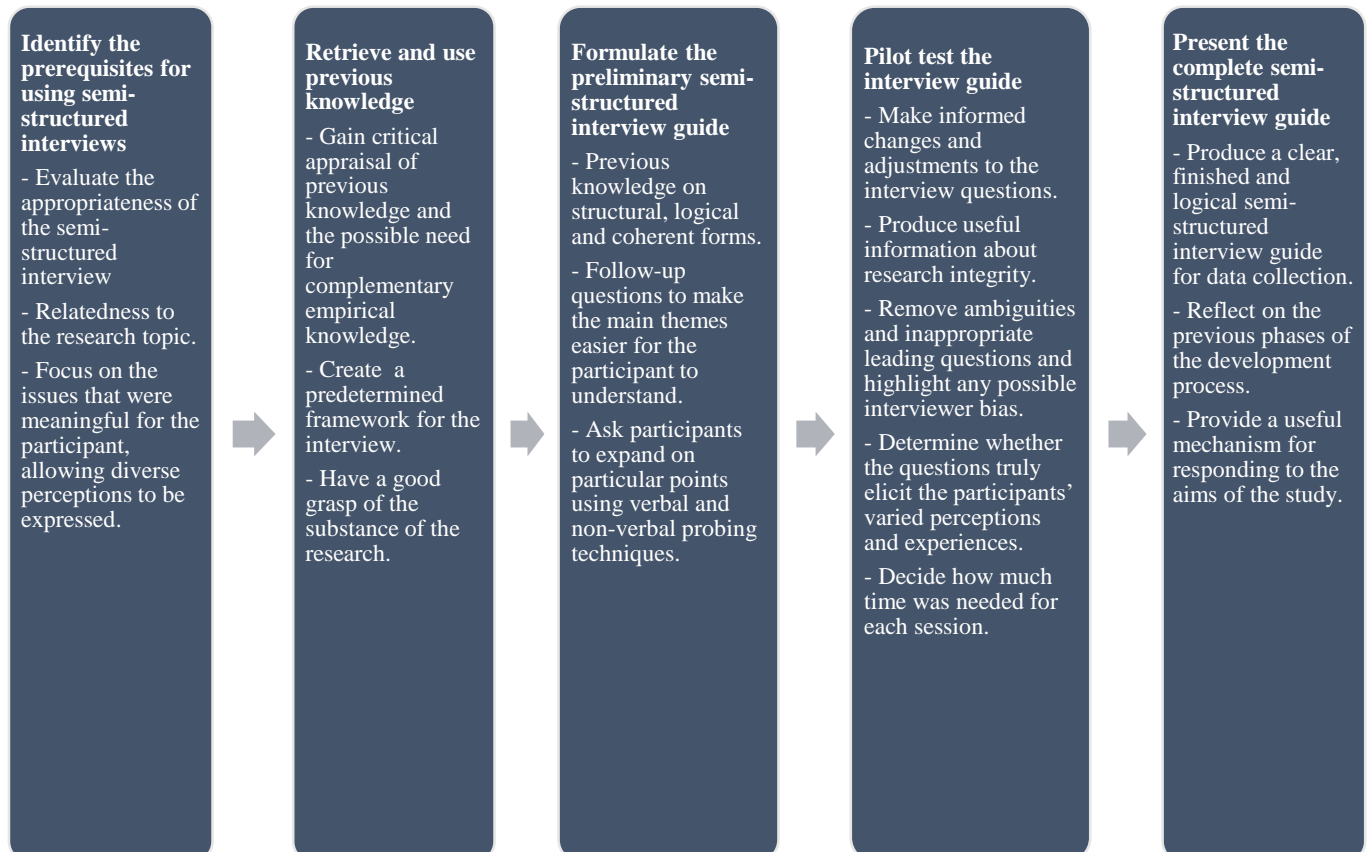 Identify the
prerequisites for
using semi-
structured
interviews
- Evaluate the
appropriateness of
the semi-
structured
interview
- Relatedness to
the research topic.
- Focus on the
issues that were
meaningful for the
participant,
allowing diverse
perceptions to be
expressed.
Retrieve and use
previous
knowledge
- Gain critical
appraisal of
previous
knowledge and
the possible need
for
complementary
empirical
knowledge.
- Create a
predetermined
framework for the
interview.
- Have a good
grasp of the
substance of the
research.
Formulate the
preliminary semi-
structured
interview guide
- Previous
knowledge on
structural, logical
and coherent forms.
- Follow-up
questions to make
the main themes
easier for the
participant to
understand.
- Ask participants
to expand on
particular points
using verbal and
non-verbal probing
techniques.
Pilot test the
interview guide
- Make informed
changes and
adjustments to the
interview questions.
- Produce useful
information about
research integrity.
- Remove ambiguities
and inappropriate
leading questions and
highlight any possible
interviewer bias.
- Determine whether
the questions truly
elicit the participants’
varied perceptions
and experiences.
- Decide how much
time was needed for
each session.
Present the
complete semi-
structured
interview guide
- Produce a clear,
finished and
logical semi-
structured
interview guide
for data collection.
- Reflect on the
previous phases of
the development
process.
- Provide a useful
mechanism for
responding to the
aims of the study.